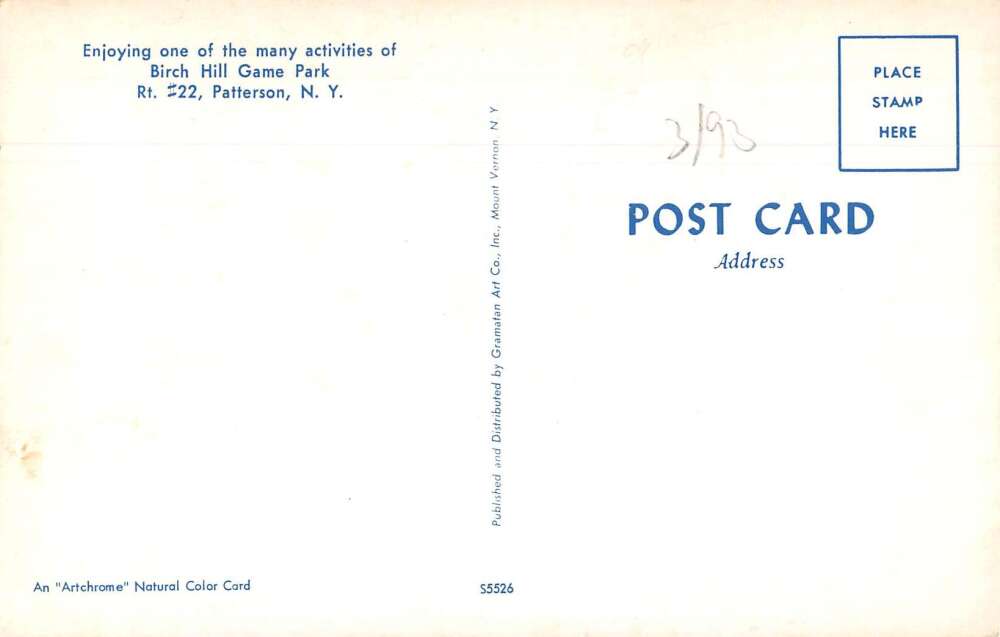 Enjoying one of the many activities of
Birch Hill Game Park
Rt. #22, Patterson, N. Y.
Published and Distributed by Gramatan Art Co., Inc., Mount Vernon, N Y
3/93
PLACE
STAMP
HERE
POST CARD
Address
An "Artchrome" Natural Color Card
S5526